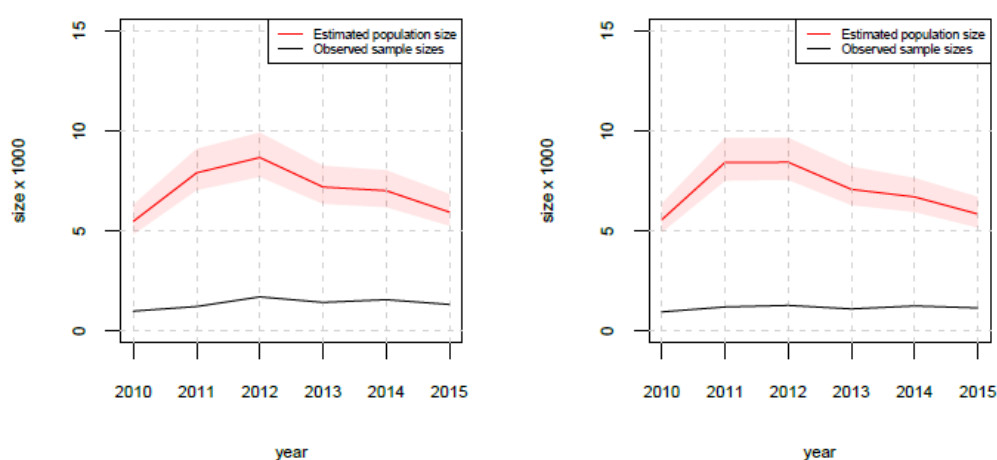 Estimated population size
Observed sample sizes
15
10
5
0
size x 1000
2010 2011 2012 2013 2014 2015
year
Estimated population size
Observed sample sizes
15
10
5
0
size x 1000
2010 2011 2012 2013 2014 2015
year